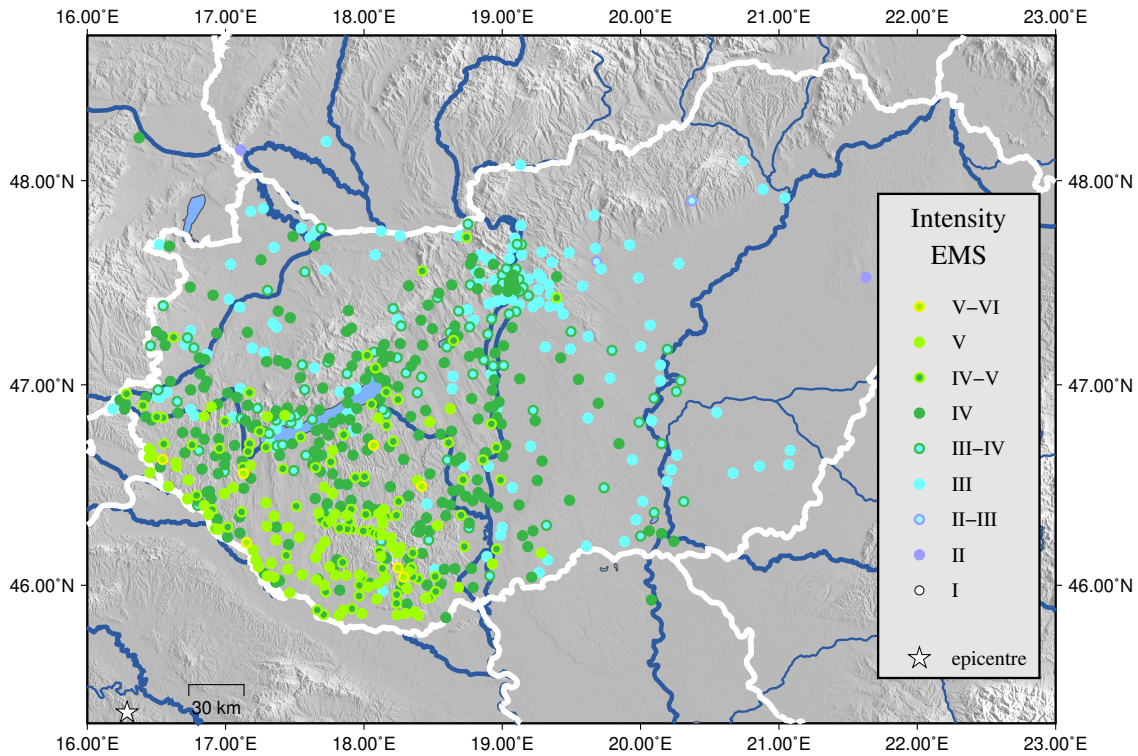 16.00°E 17.00°E 18.00°E 19.00°E 20.00°E 21.00°E 22.00°E 23.00°E
48.00°N 48.00°N
47.00°N 47.00°N
46.00°N 46.00°N
Intensity
EMS
V–VI
V
IV–V
IV
III–IV
III
II–III
II
I
epicentre
30 km
16.00°E 17.00°E 18.00°E 19.00°E 20.00°E 21.00°E 22.00°E 23.00°E